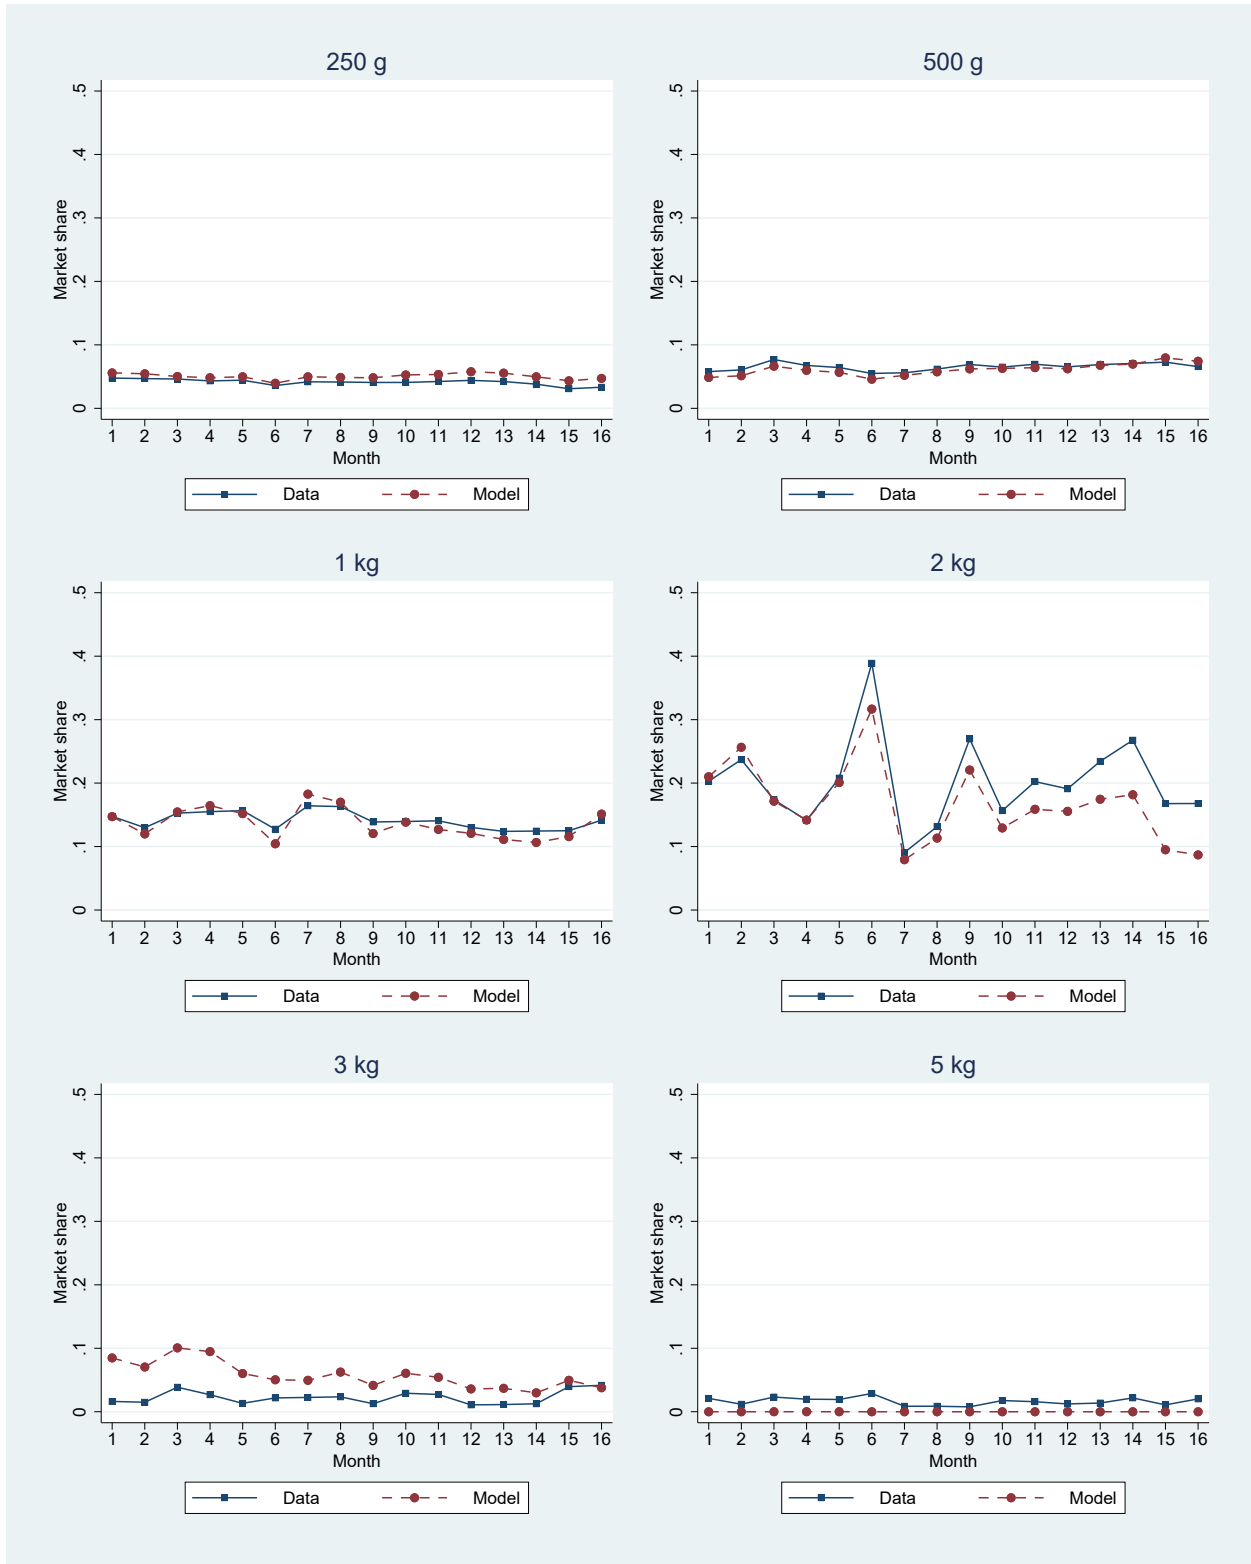 250 g
Market share
.5
.4
.3
.2
.1
0
1 2 3 4 5 6 7 8 9 10 11 12 13 14 15 16
Month
Data Model
500 g
Market share
.5
.4
.3
.2
.1
0
1 2 3 4 5 6 7 8 9 10 11 12 13 14 15 16
Month
Data Model
1 kg
Market share
.5
.4
.3
.2
.1
0
1 2 3 4 5 6 7 8 9 10 11 12 13 14 15 16
Month
Data Model
2 kg
Market share
.5
.4
.3
.2
.1
0
1 2 3 4 5 6 7 8 9 10 11 12 13 14 15 16
Month
Data Model
3 kg
Market share
.5
.4
.3
.2
.1
0
1 2 3 4 5 6 7 8 9 10 11 12 13 14 15 16
Month
Data Model
5 kg
Market share
.5
.4
.3
.2
.1
0
1 2 3 4 5 6 7 8 9 10 11 12 13 14 15 16
Month
Data Model